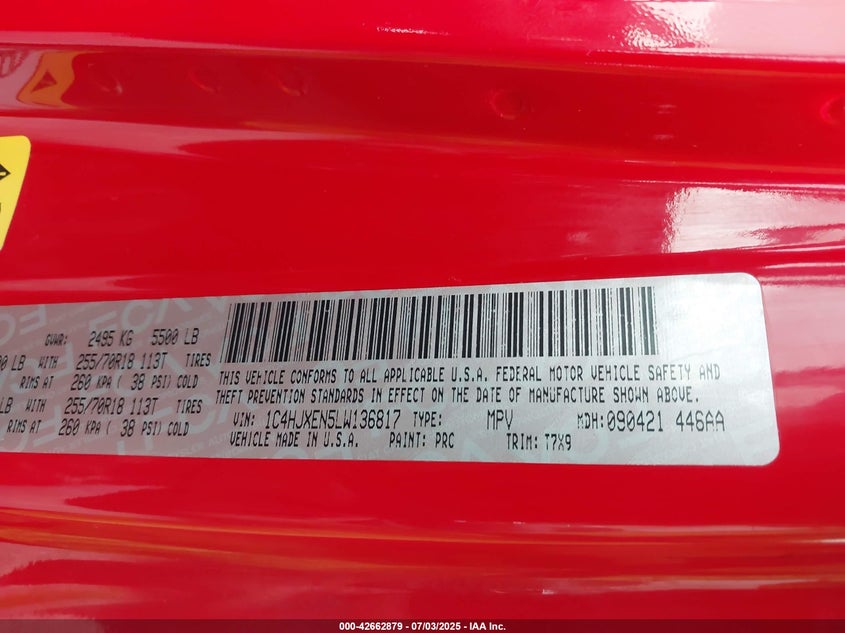 GVWR: 2495 KG 5500 LB
00 LB WITH 255/70R18 113T TIRES
RIMS AT 260 KPA ( 38 PSI) COLD
LB WITH 255/70R18 113T TIRES
RIMS AT 260 KPA ( 38 PSI) COLD
THIS VEHICLE CONFORMS TO ALL APPLICABLE U.S.A. FEDERAL MOTOR VEHICLE SAFETY AND
THEFT PREVENTION STANDARDS IN EFFECT ON THE DATE OF MANUFACTURE SHOWN ABOVE.
VIN: 1C4HJXEN5LW136817 TYPE: MPV MDH: 090421 446AA
VEHICLE MADE IN U.S.A. PAINT: PRC TRIM: T7X9
000-42662879 / 07/03/2025 - IAA Inc.